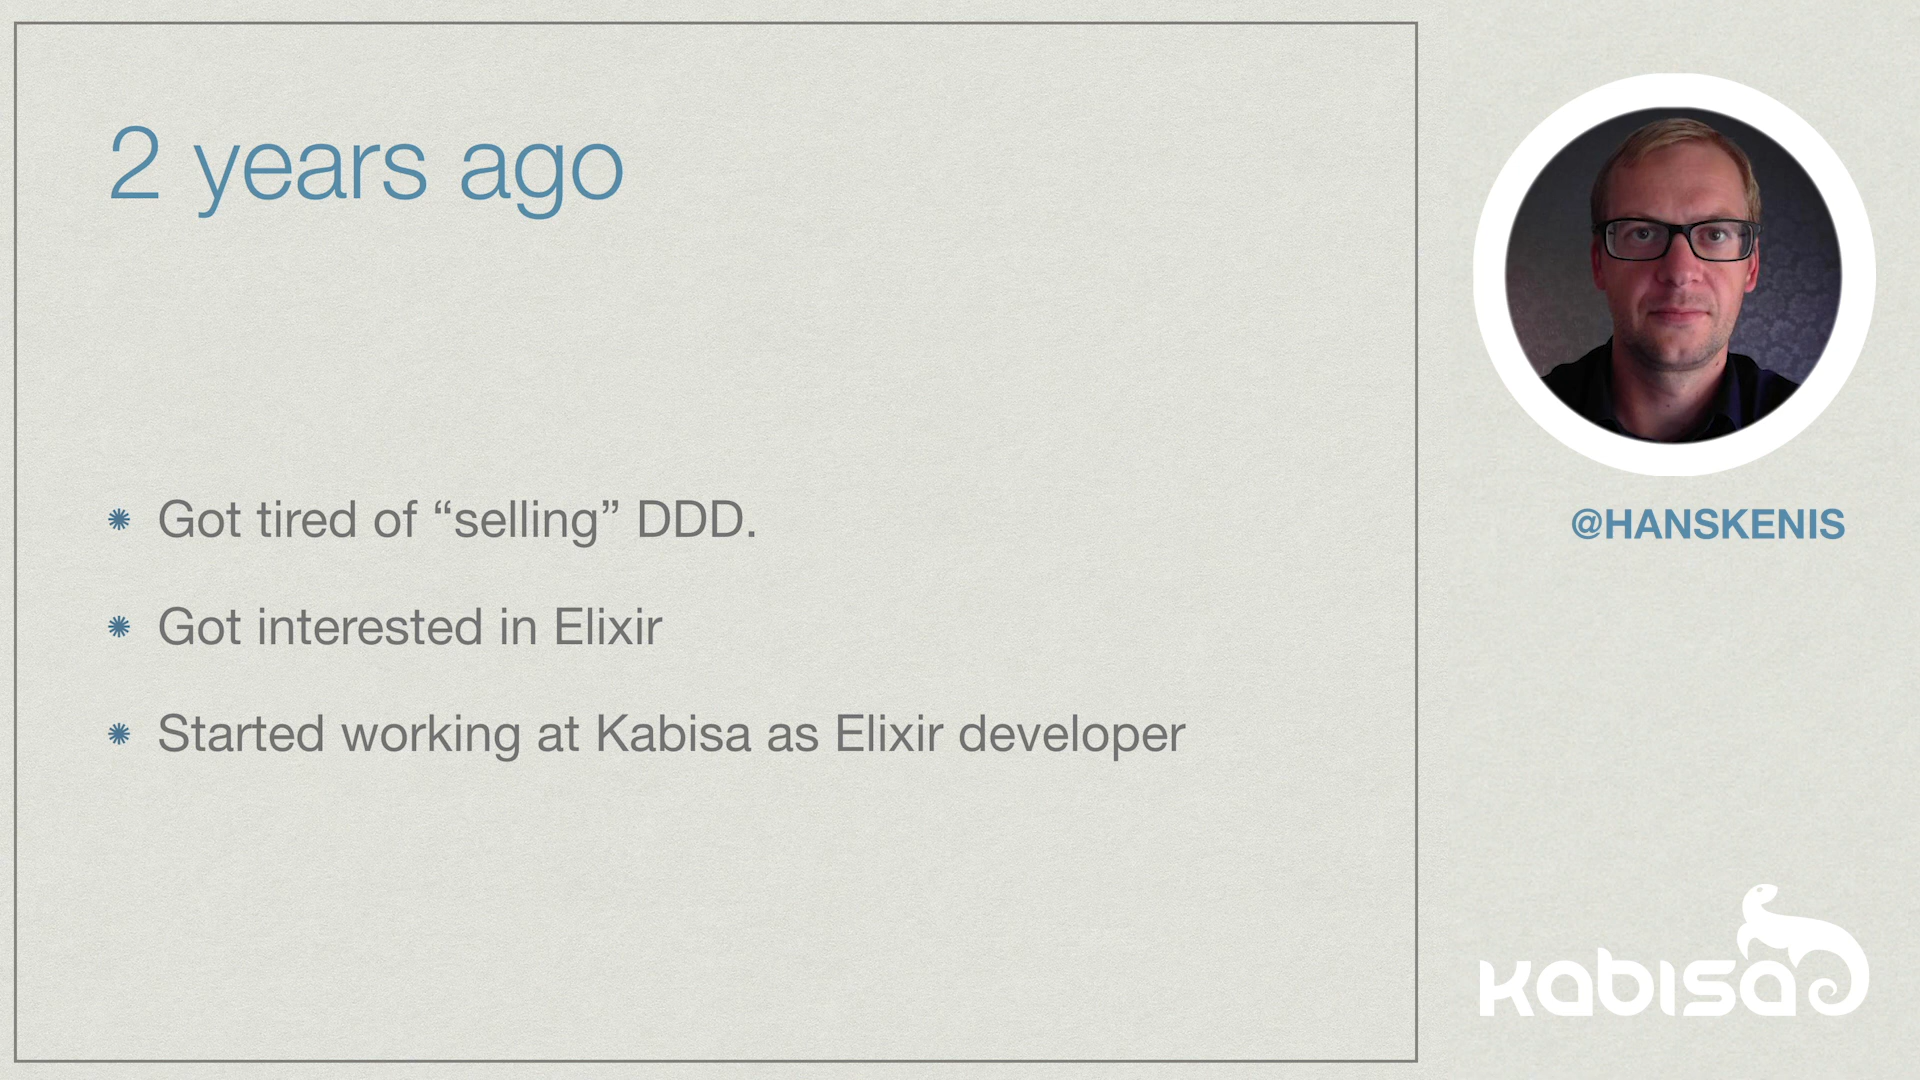 2 years ago
Got tired of “selling” DDD.
Got interested in Elixir
Started working at Kabisa as Elixir developer
@HANSKENIS
kabisa